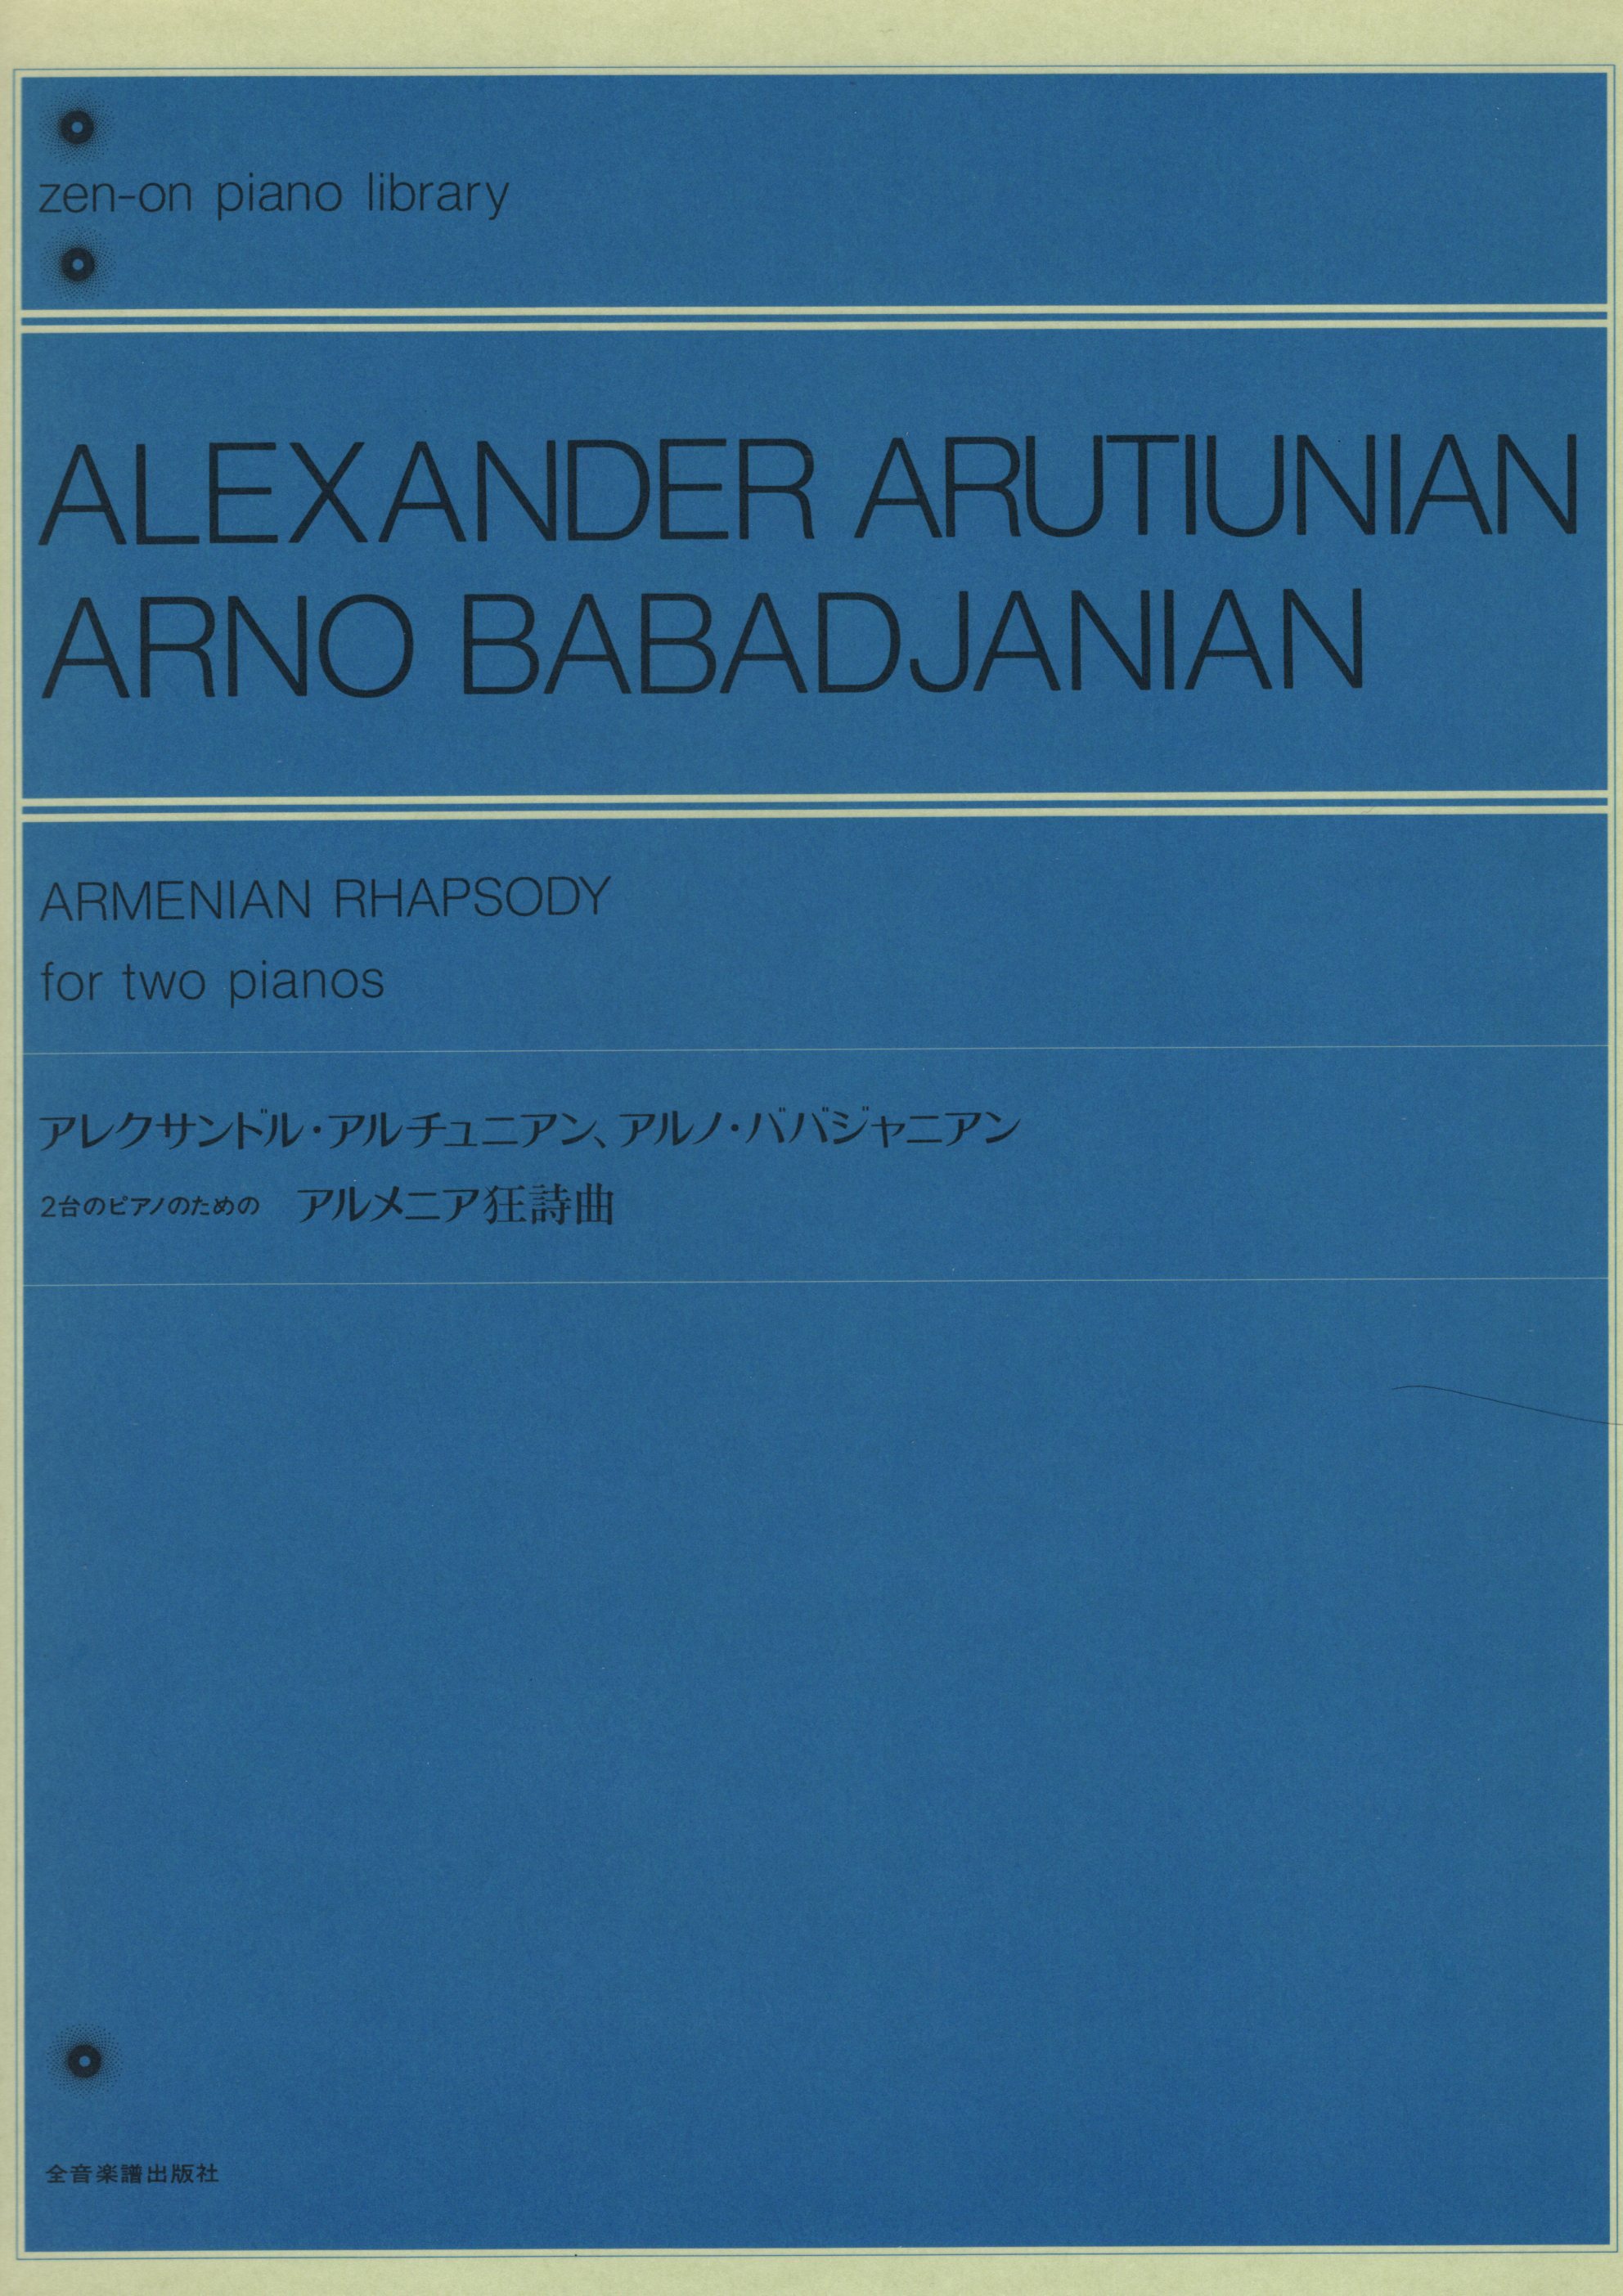 zen-on piano library
ALEXANDER ARUTIUNIAN
ARNO BABADJANIAN
ARMENIAN RHAPSODY
for two pianos
アレクサンドル・アルチュニアン、アルノ・ババジャニアン
2台のピアノのための　アルメニア狂詩曲
全音楽譜出版社